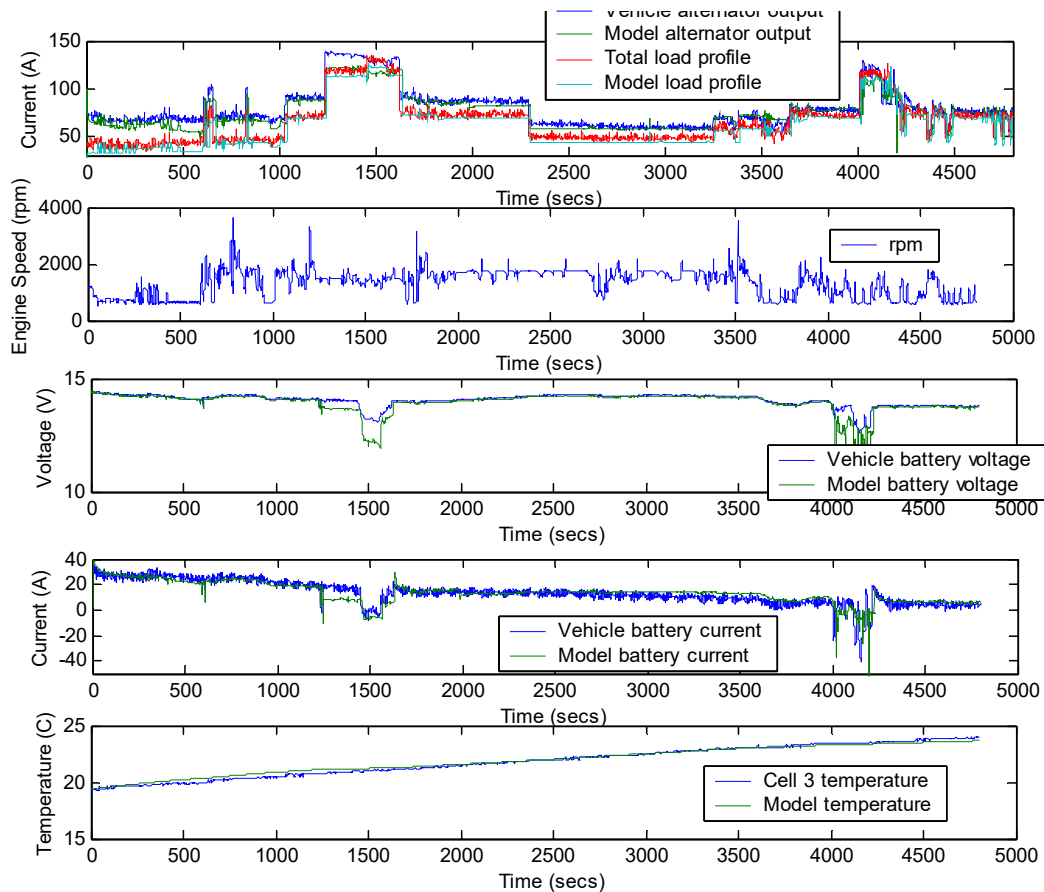 Vehicle alternator output
Model alternator output
Total load profile
Model load profile
150
100
50
Current (A)
0 500 1000 1500 2000 2500 3000 3500 4000 4500
Time (secs)
4000
2000
0
Engine Speed (rpm)
rpm
0 500 1000 1500 2000 2500 3000 3500 4000 4500 5000
Time (secs)
15
10
Voltage (V)
Vehicle battery voltage
Model battery voltage
0 500 1000 1500 2000 2500 3000 3500 4000 4500 5000
Time (secs)
40
20
0
-20
-40
Current (A)
Vehicle battery current
Model battery current
0 500 1000 1500 2000 2500 3000 3500 4000 4500 5000
Time (secs)
25
20
15
Temperature (C)
Cell 3 temperature
Model temperature
0 500 1000 1500 2000 2500 3000 3500 4000 4500 5000
Time (secs)